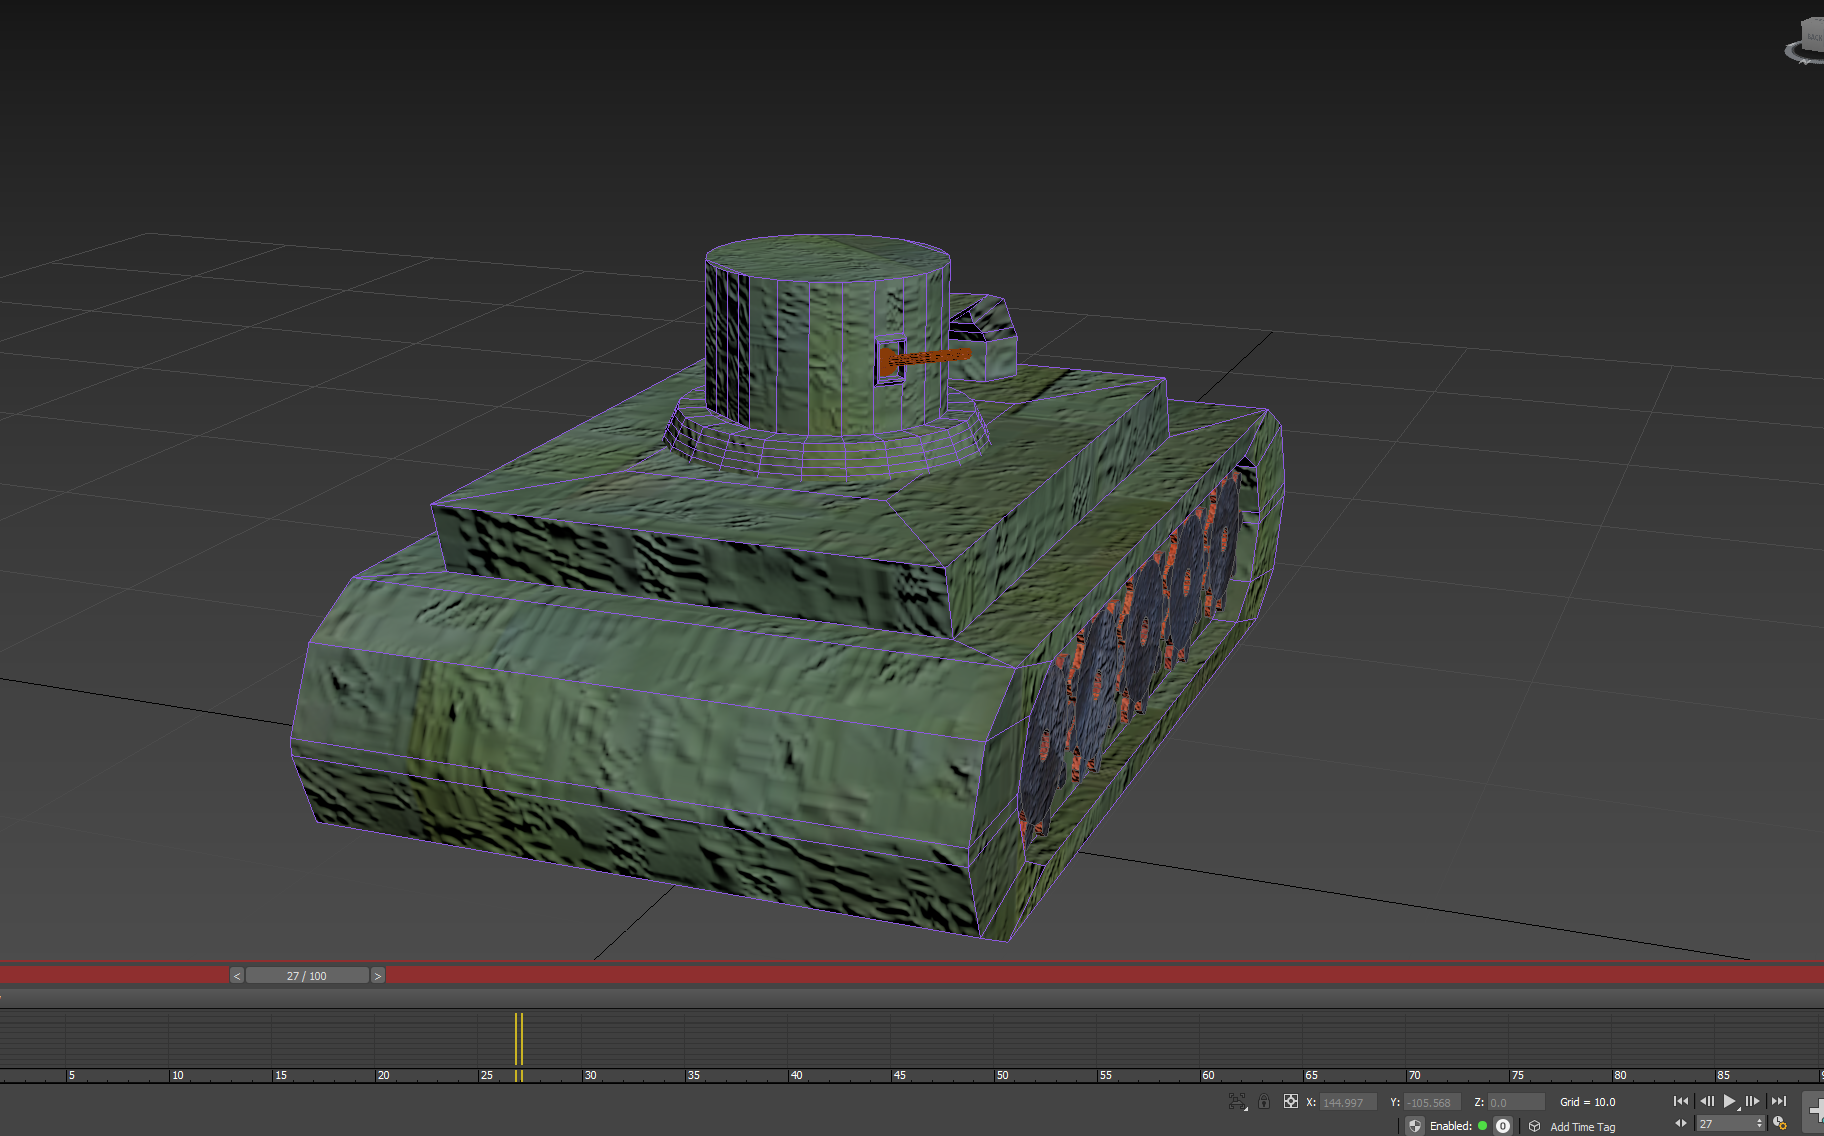 BACK
< 27 / 100 >
5 10 15 20 25 30 35 40 45 50 55 60 65 70 75 80 85
X: 144.997 Y: -105.568 Z: 0.0 Grid = 10.0
27
Enabled: 0 Add Time Tag